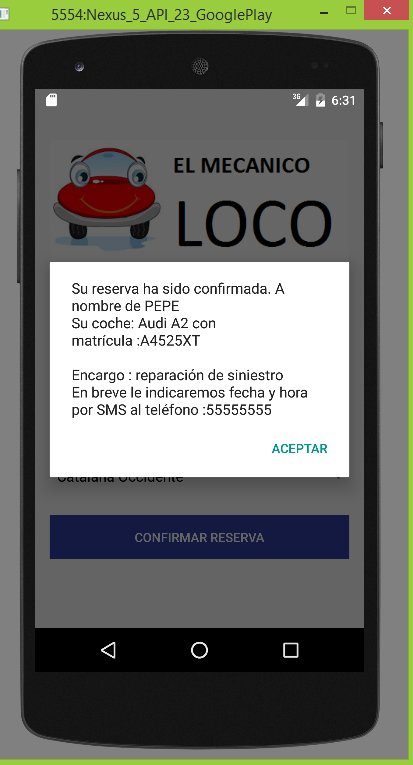 5554:Nexus_5_API_23_GooglePlay
3G 6:31
EL MECANICO
LOCO
Su reserva ha sido confirmada. A
nombre de PEPE
Su coche: Audi A2 con
matrícula :A4525XT
Encargo : reparación de siniestro
En breve le indicaremos fecha y hora
por SMS al teléfono :55555555
ACEPTAR
Catalana Occidente
CONFIRMAR RESERVA